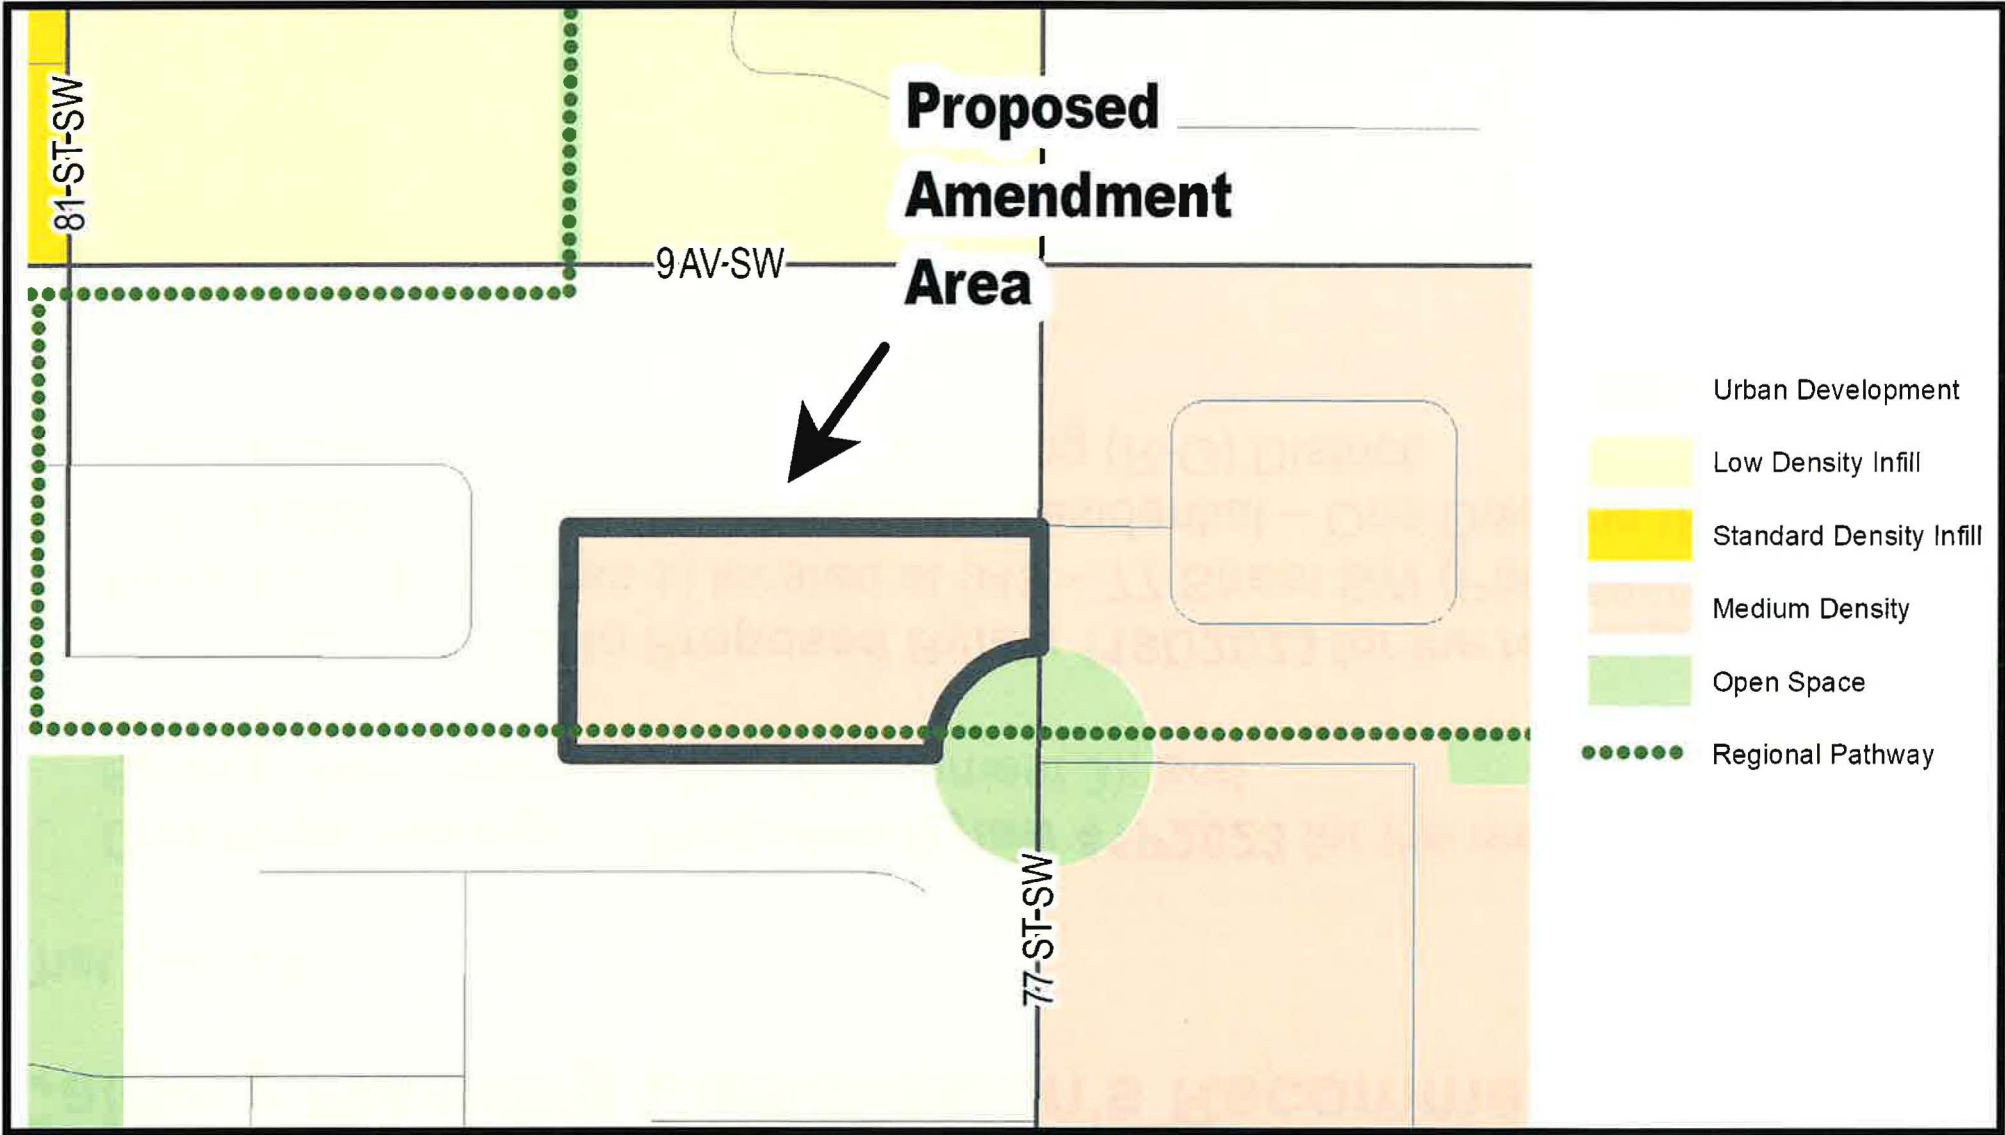 81-ST-SW
Proposed
Amendment
Area
9 AV-SW
77-ST-SW
Urban Development
Low Density Infill
Standard Density Infill
Medium Density
Open Space
Regional Pathway